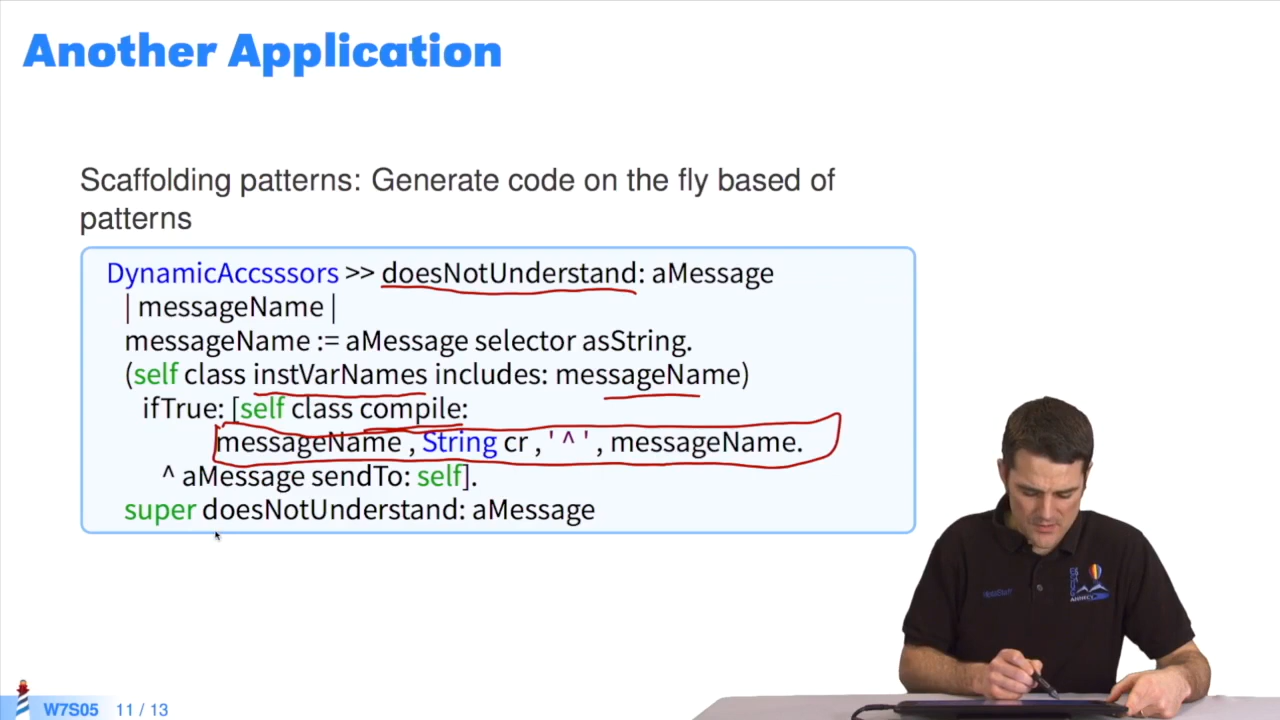 Another Application
Scaffolding patterns: Generate code on the fly based of
patterns
DynamicAccsssors >> doesNotUnderstand: aMessage
| messageName |
messageName := aMessage selector asString.
(self class instVarNames includes: messageName)
ifTrue: [self class compile:
messageName , String cr , ' ^ ' , messageName.
^ aMessage sendTo: self].
super doesNotUnderstand: aMessage
W7S05 11 / 13
ANNECY